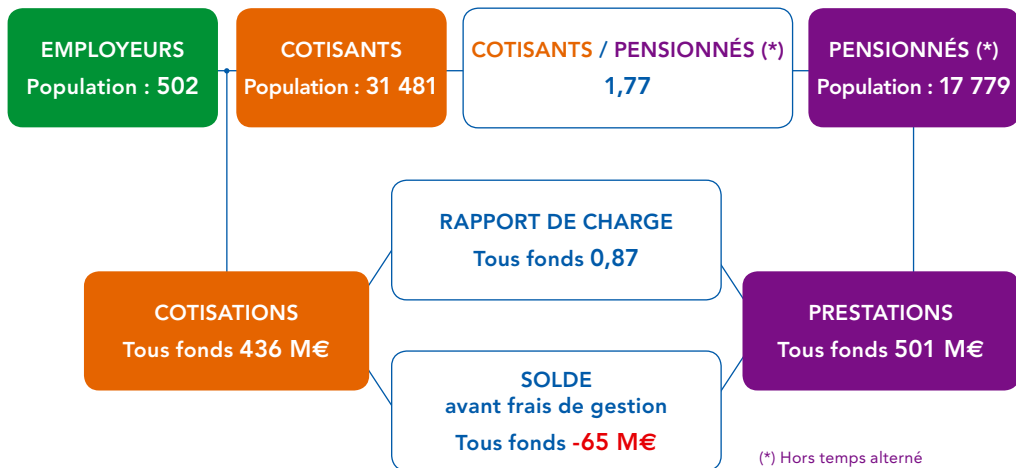 EMPLOYEURS
Population : 502
COTISANTS
Population : 31 481
COTISANTS / PENSIONNÉS (*)
1,77
PENSIONNÉS (*)
Population : 17 779
RAPPORT DE CHARGE
Tous fonds 0,87
COTISATIONS
Tous fonds 436 M€
PRESTATIONS
Tous fonds 501 M€
SOLDE
avant frais de gestion
Tous fonds -65 M€
(*) Hors temps alterné